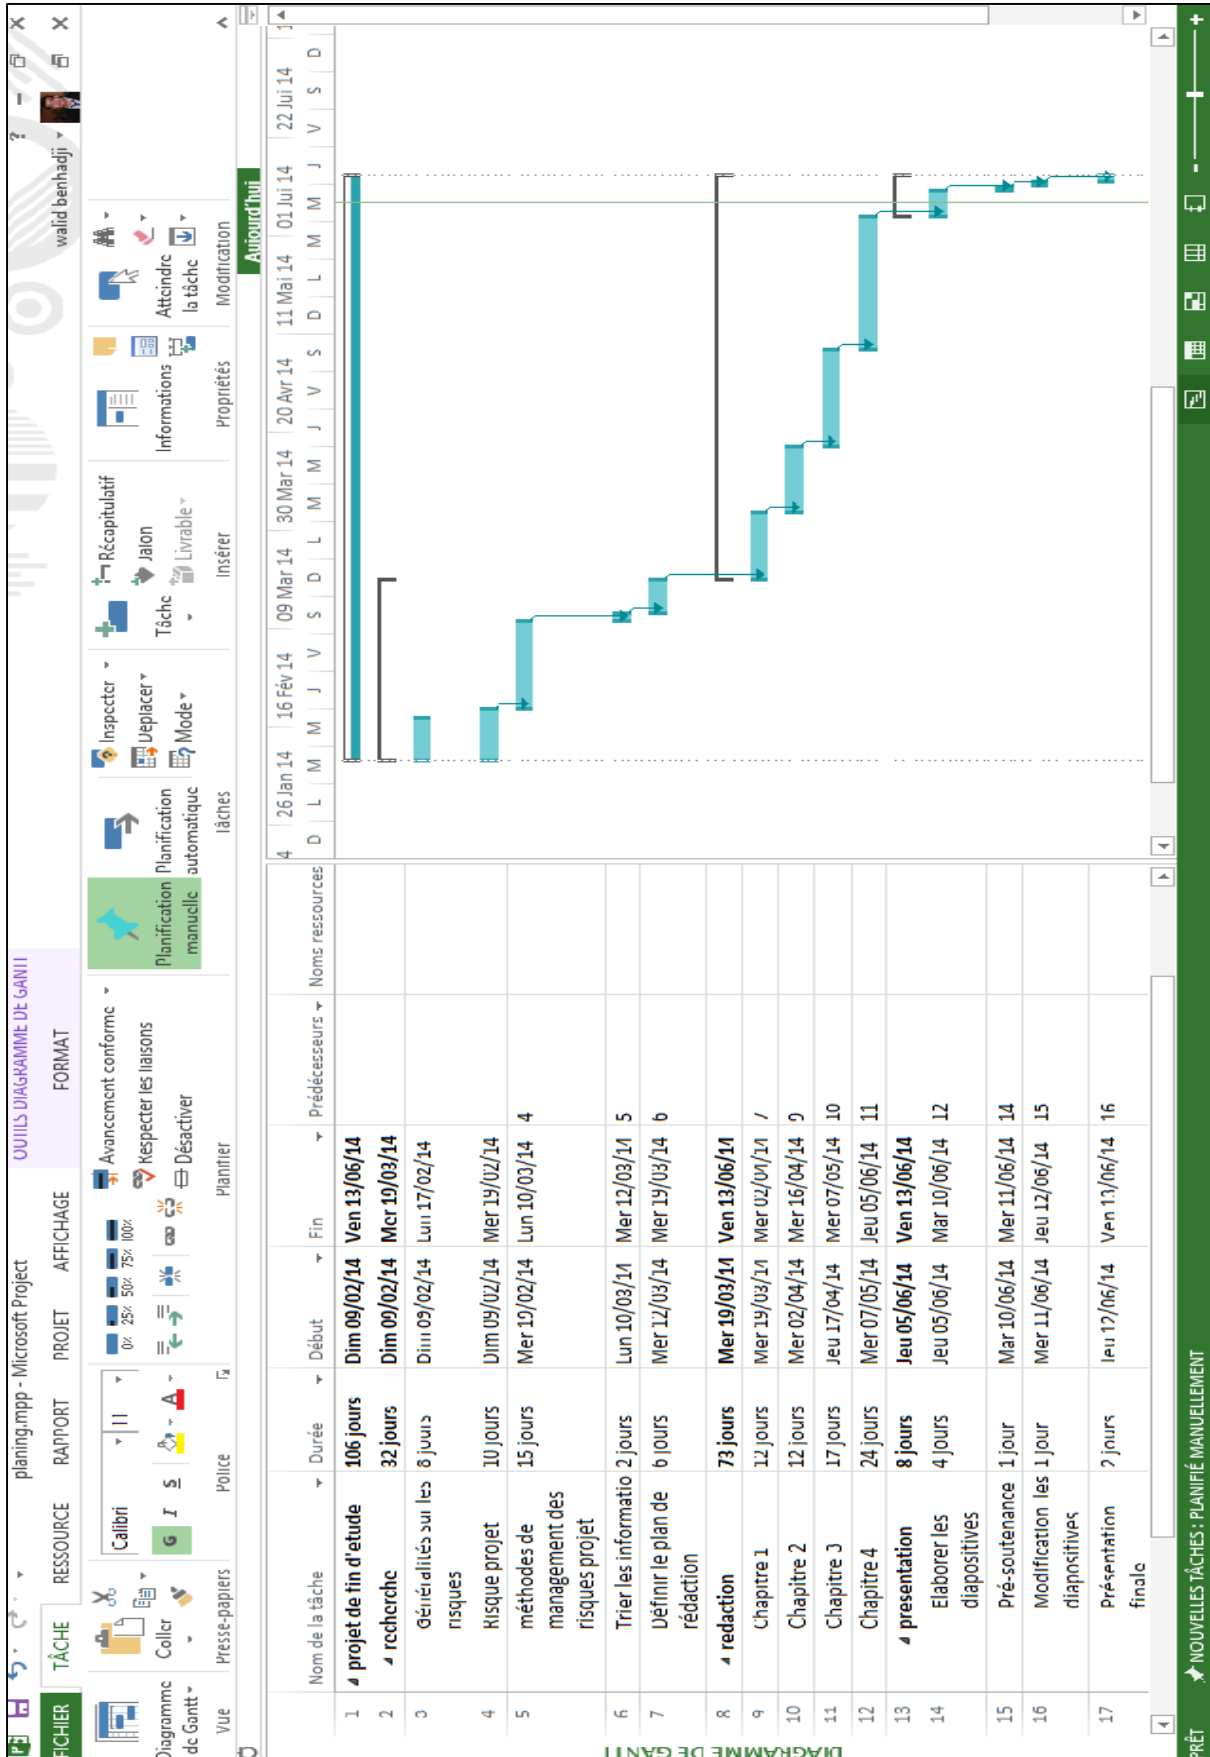 planing.mpp - Microsoft Project
OUTILS DIAGRAMME DE GANTT
?
FICHIER TÂCHE RESSOURCE RAPPORT PROJET AFFICHAGE FORMAT
walid benhadji
Diagramme de Gantt
Vue
Coller
Presse-papiers
Calibri 11
G I S A
Police
0% 25% 50% 75% 100%
Avancement conforme
Respecter les liaisons
Désactiver
Planifier
Planification manuelle
Planification automatique
Inspecter
Déplacer
Mode
Tâches
Tâche
Récapitulatif
Jalon
Livrable
Insérer
Informations
Propriétés
Atteindre la tâche
Modification
Aujourd'hui
Nom de la tâche Durée Début Fin Prédécesseurs Noms ressources
4 26 Jan 14 16 Fév 14 09 Mar 14 30 Mar 14 20 Avr 14 11 Mai 14 01 Jui 14 22 Jui 14 1
D L M M J V S D L M M J V S D L M M J V S D
1 projet de fin d'etude 106 jours Dim 09/02/14 Ven 13/06/14
2 recherche 32 jours Dim 09/02/14 Mer 19/03/14
3 Généralités sur les risques 8 jours Dim 09/02/14 Lun 17/02/14
4 Risque projet 10 jours Dim 09/02/14 Mer 19/02/14
5 méthodes de management des risques projet 15 jours Mer 19/02/14 Lun 10/03/14 4
6 Trier les informatio 2 jours Lun 10/03/14 Mer 12/03/14 5
7 Définir le plan de rédaction 6 jours Mer 12/03/14 Mer 19/03/14 6
8 redaction 73 jours Mer 19/03/14 Ven 13/06/14
9 Chapitre 1 12 jours Mer 19/03/14 Mer 02/04/14 7
10 Chapitre 2 12 jours Mer 02/04/14 Mer 16/04/14 9
11 Chapitre 3 17 jours Jeu 17/04/14 Mer 07/05/14 10
12 Chapitre 4 24 jours Mer 07/05/14 Jeu 05/06/14 11
13 presentation 8 jours Jeu 05/06/14 Ven 13/06/14
14 Elaborer les diapositives 4 jours Jeu 05/06/14 Mar 10/06/14 12
15 Pré-soutenance 1 jour Mar 10/06/14 Mer 11/06/14 14
16 Modification les diapositives 1 jour Mer 11/06/14 Jeu 12/06/14 15
17 Présentation finale 2 jours Jeu 12/06/14 Ven 13/06/14 16
DIAGRAMME DE GANTT
PRÊT NOUVELLES TÂCHES : PLANIFIÉ MANUELLEMENT